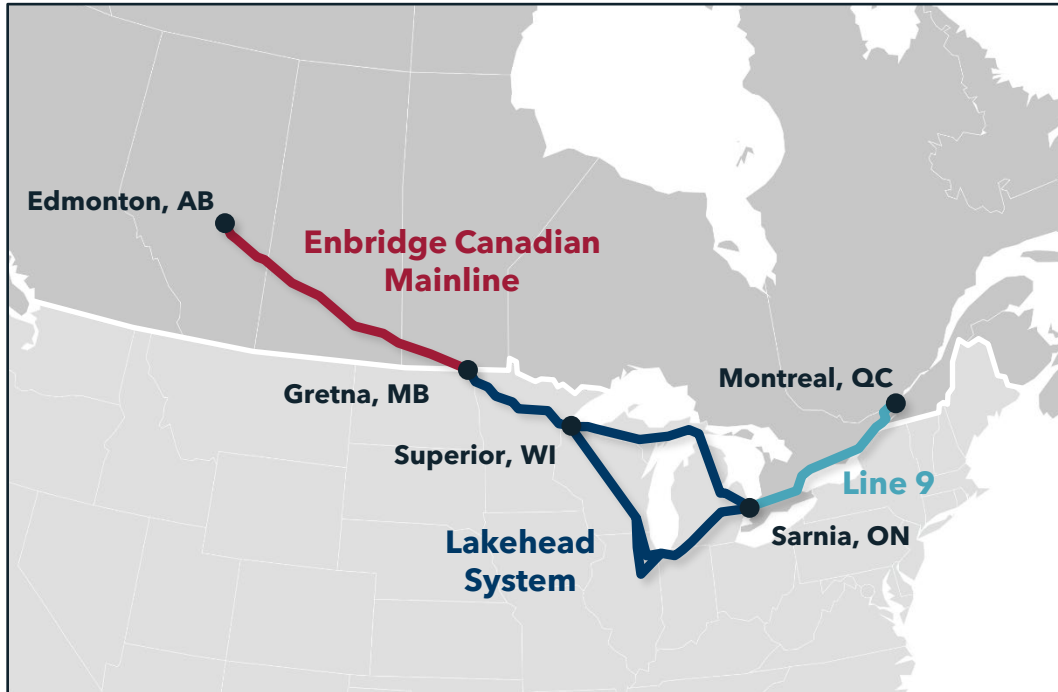 Edmonton, AB
Enbridge Canadian
Mainline
Gretna, MB
Montreal, QC
Superior, WI
Line 9
Lakehead
System
Sarnia, ON